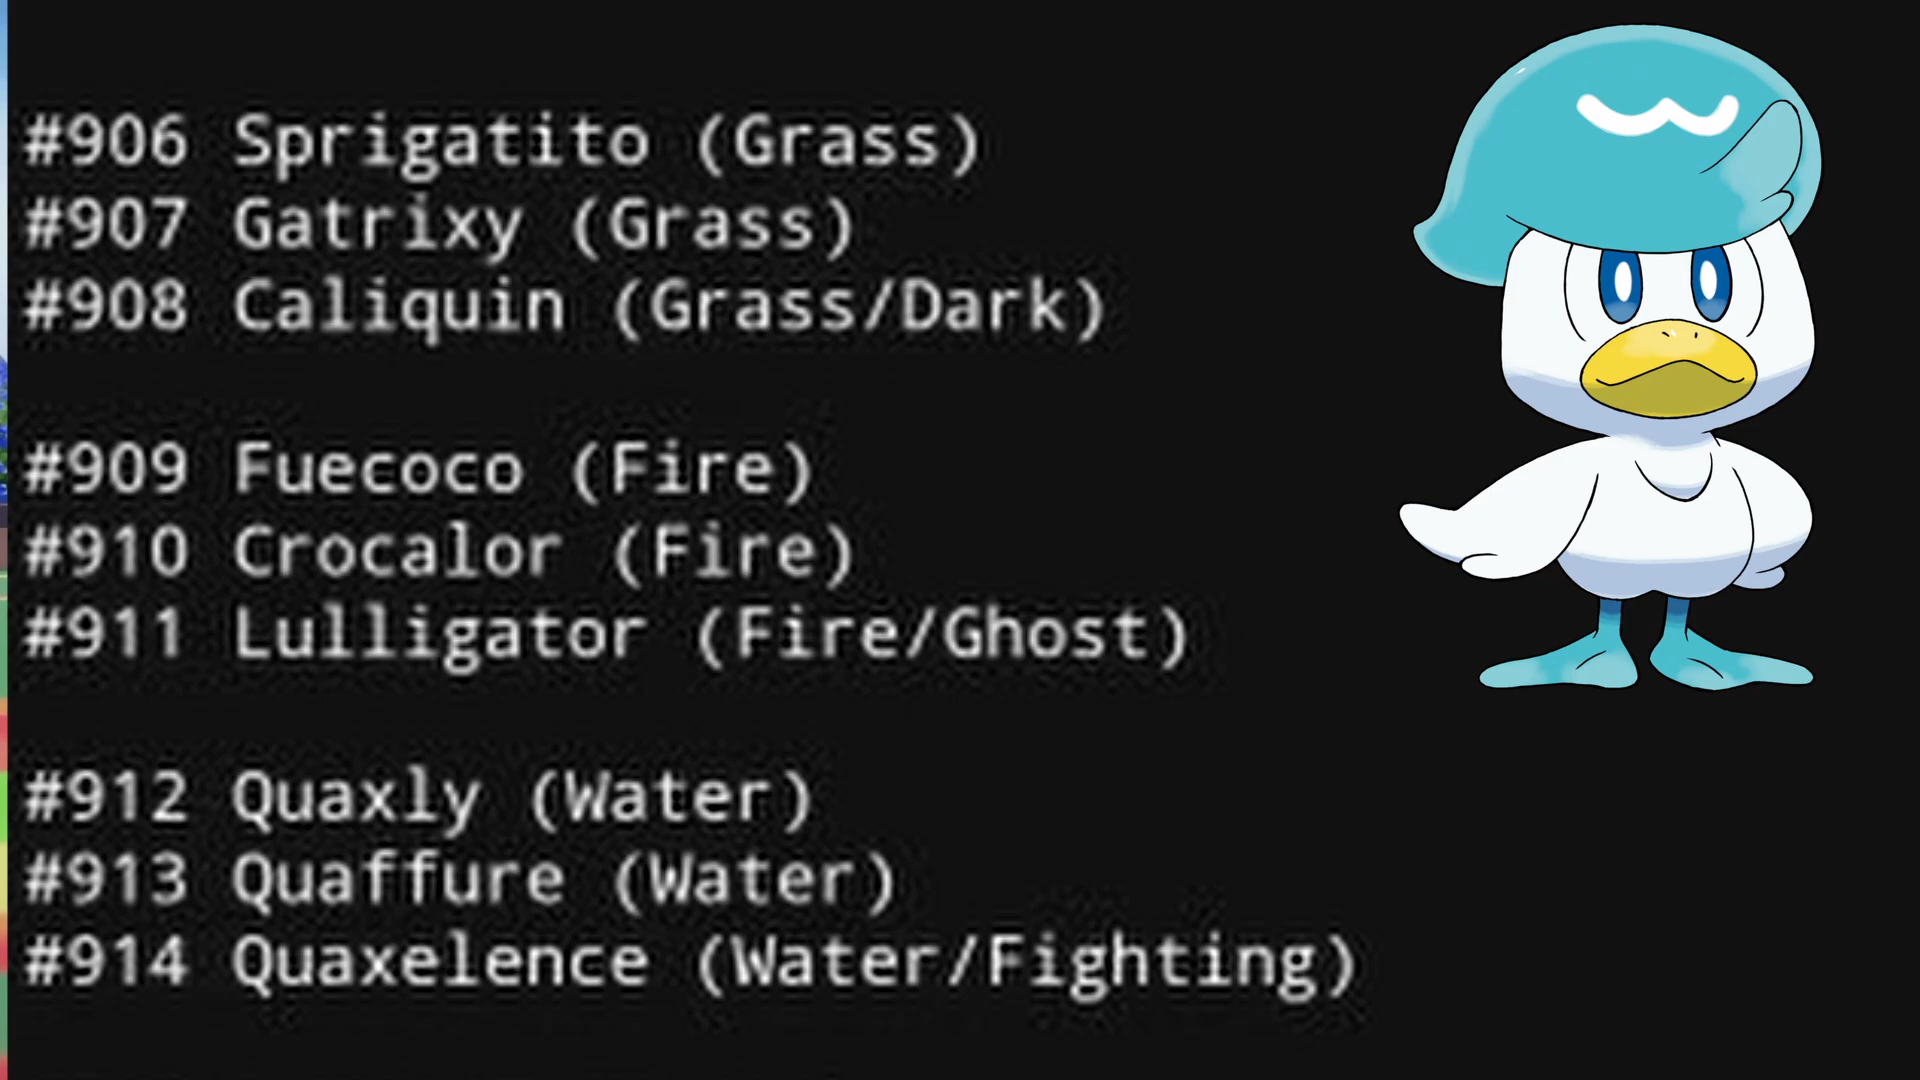 #906 Sprigatito (Grass)
#907 Gatrixy (Grass)
#908 Caliquin (Grass/Dark)
#909 Fuecoco (Fire)
#910 Crocalor (Fire)
#911 Lulligator (Fire/Ghost)
#912 Quaxly (Water)
#913 Quaffure (Water)
#914 Quaxelence (Water/Fighting)